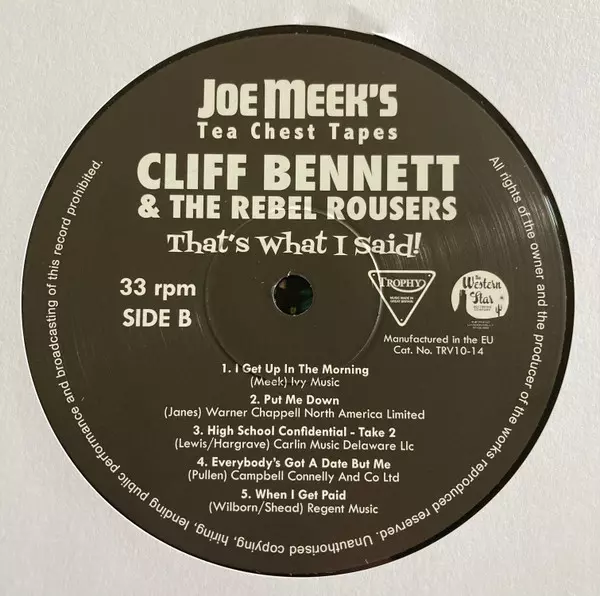 JOE MEEK'S
Tea Chest Tapes
CLIFF BENNETT
& THE REBEL ROUSERS
That's What I Said!
33 rpm
SIDE B
TROPHY
MUSIC MADE IN
GREAT BRITAIN
The
Western
Star
Manufactured in the EU
Cat. No. TRV10-14
1. I Get Up In The Morning
(Meek) Ivy Music
2. Put Me Down
(Janes) Warner Chappell North America Limited
3. High School Confidential - Take 2
(Lewis/Hargrave) Carlin Music Delaware Llc
4. Everybody's Got A Date But Me
(Pullen) Campbell Connelly And Co Ltd
5. When I Get Paid
(Wilborn/Shead) Regent Music
All rights of the owner and the producer of the works reproduced reserved. Unauthorised copying, hiring, lending public performance and broadcasting of this record prohibited.